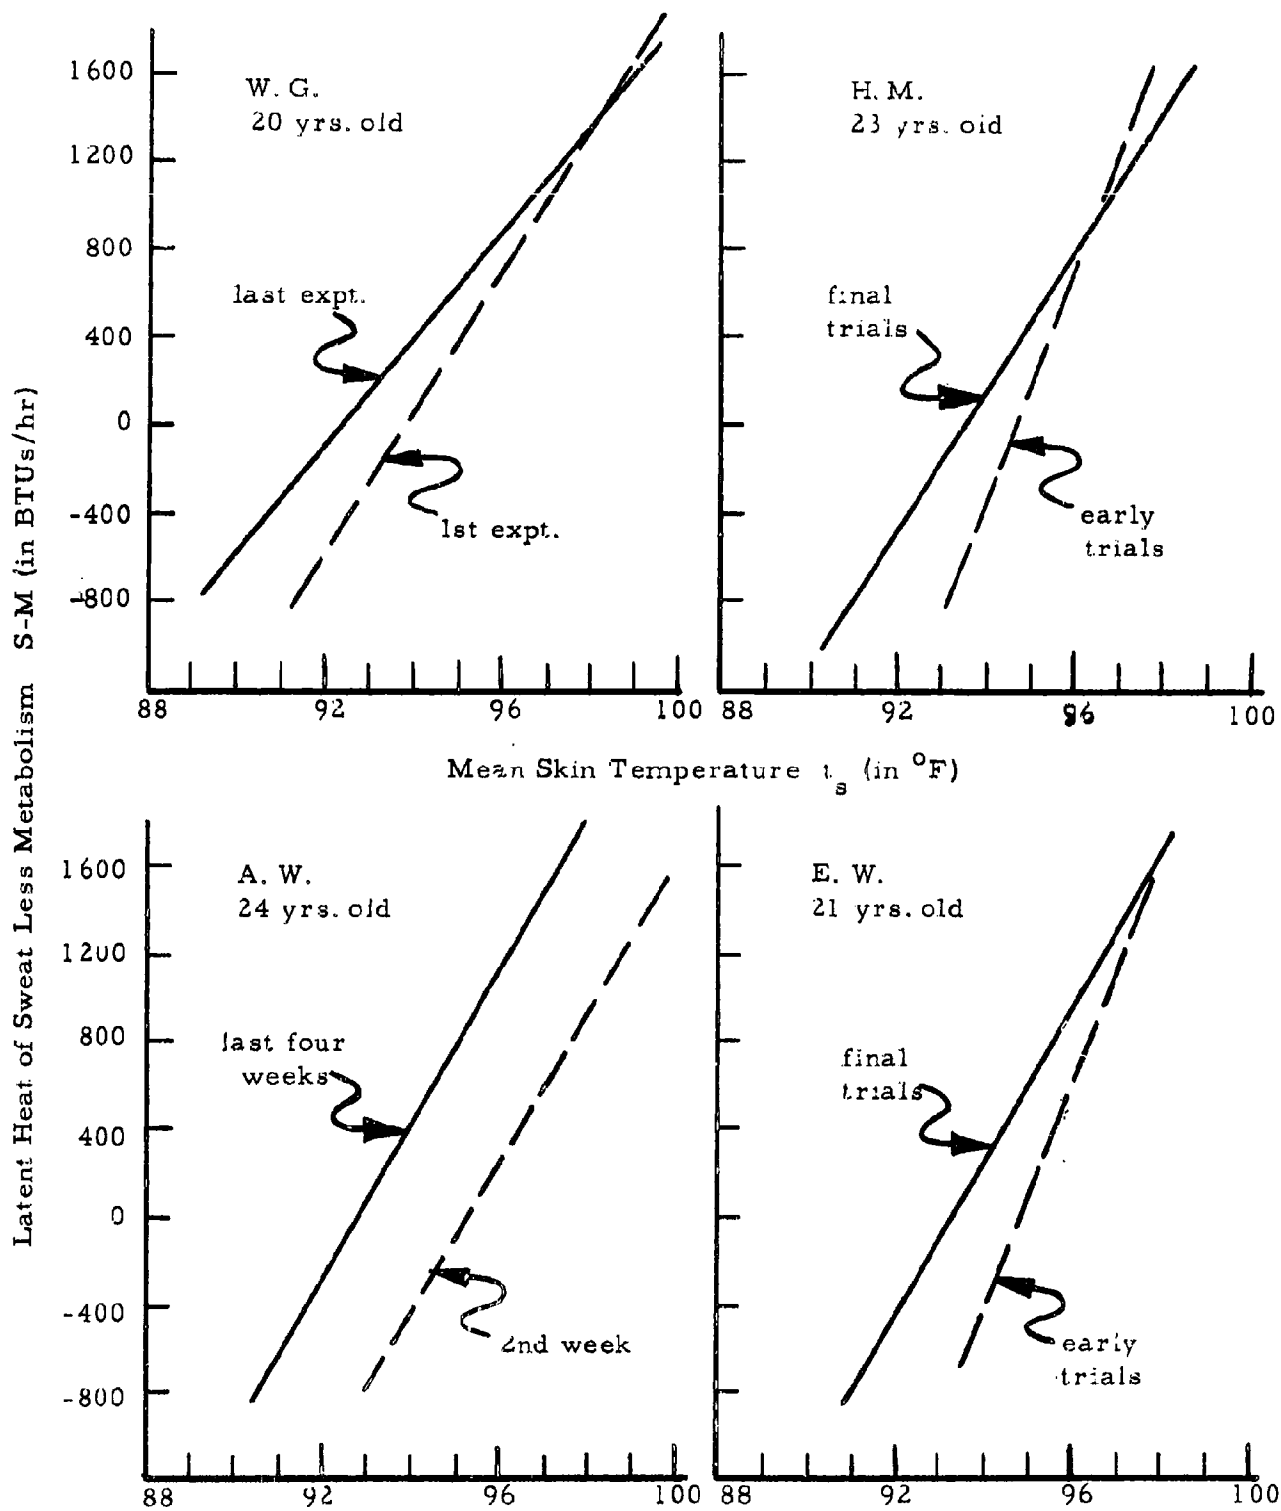 Latent Heat of Sweat Less Metabolism S-M (in BTUs/hr)
1600
1200
800
400
0
-400
-800
W. G.
20 yrs. old
last expt.
1st expt.
88
92
96
100
H. M.
23 yrs. old
final
trials
early
trials
88
92
96
100
Mean Skin Temperature ts (in °F)
1600
1200
800
400
0
-400
-800
A. W.
24 yrs. old
last four
weeks
2nd week
88
92
96
100
E. W.
21 yrs. old
final
trials
early
trials
88
92
96
100